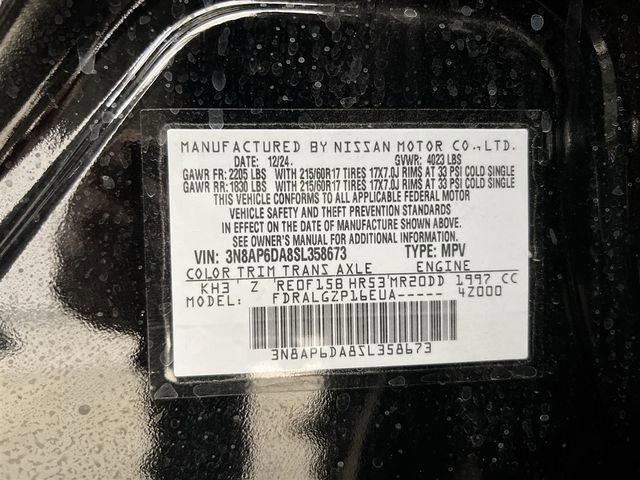 MANUFACTURED BY NISSAN MOTOR CO.,LTD.
DATE: 12/24 GVWR: 4023 LBS
GAWR FR: 2205 LBS WITH 215/60R17 TIRES 17X7.0J RIMS AT 33 PSI COLD SINGLE
GAWR RR: 1830 LBS WITH 215/60R17 TIRES 17X7.0J RIMS AT 33 PSI COLD SINGLE
THIS VEHICLE CONFORMS TO ALL APPLICABLE FEDERAL MOTOR
VEHICLE SAFETY AND THEFT PREVENTION STANDARDS
IN EFFECT ON THE DATE OF MANUFACTURE SHOWN ABOVE.
SEE OWNER'S MANUAL FOR ADDITIONAL INFORMATION.
VIN: 3N8AP6DA8SL358673 TYPE: MPV
COLOR TRIM TRANS AXLE ENGINE
KH3 ' Z 'RE0F15B HR53'MR20DD 1997 CC
MODEL: FDRALGZP16EUA----- 4Z000
3N8AP6DA8SL358673